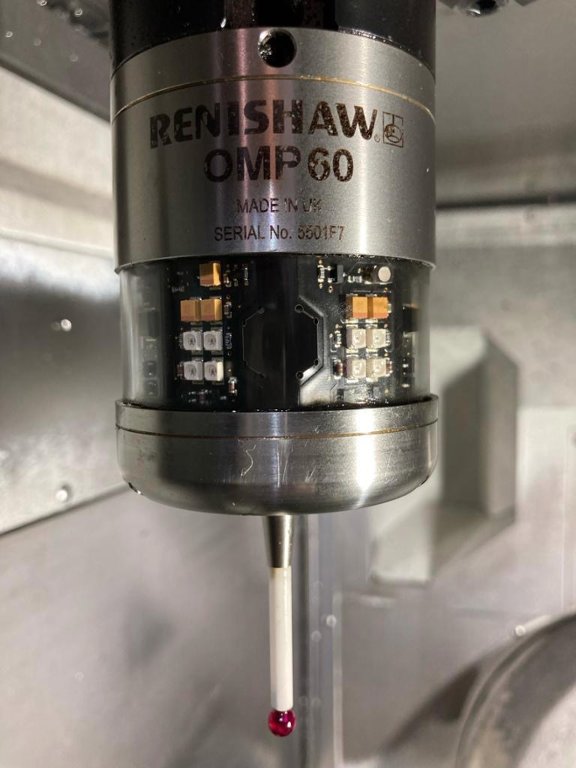 RENISHAW
OMP60
MADE IN UK
SERIAL No. 5501F7